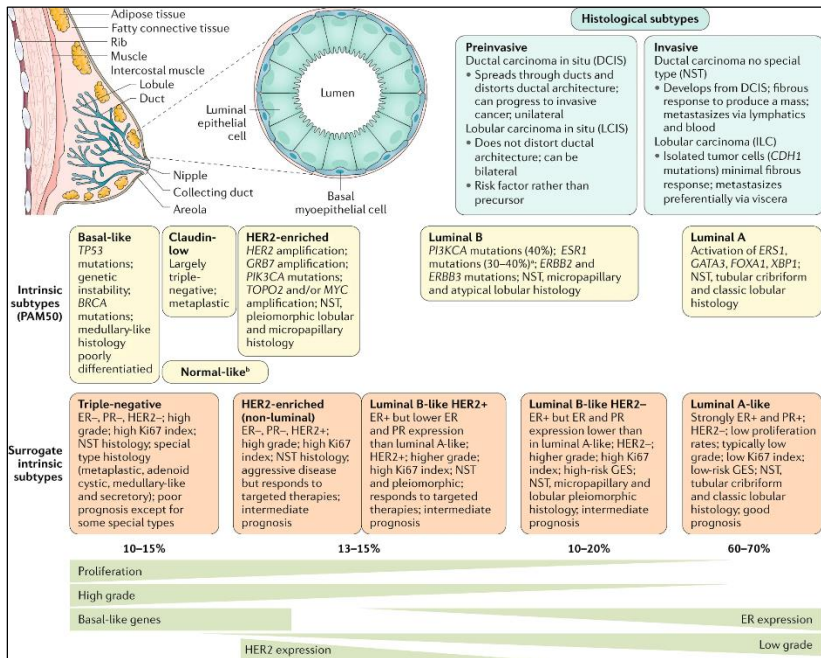 Adipose tissue
Fatty connective tissue
Rib
Muscle
Intercostal muscle
Lobule
Duct
Nipple
Collecting duct
Areola
Luminal
epithelial
cell
Lumen
Basal
myoepithelial cell
Histological subtypes
Preinvasive
Ductal carcinoma in situ (DCIS)
• Spreads through ducts and
distorts ductal architecture;
can progress to invasive
cancer; unilateral
Lobular carcinoma in situ (LCIS)
• Does not distort ductal
architecture; can be
bilateral
• Risk factor rather than
precursor
Invasive
Ductal carcinoma no special
type (NST)
• Develops from DCIS; fibrous
response to produce a mass;
metastasizes via lymphatics
and blood
Lobular carcinoma (ILC)
• Isolated tumor cells (CDH1
mutations) minimal fibrous
response; metastasizes
preferentially via viscera
Intrinsic
subtypes
(PAM50)
Basal-like
TP53
mutations;
genetic
instability;
BRCA
mutations;
medullary-like
histology
poorly
differentiatied
Claudin-
low
Largely
triple-
negative;
metaplastic
HER2-enriched
HER2 amplification;
GRB7 amplification;
PIK3CA mutations;
TOPO2 and/or MYC
amplification; NST,
pleiomorphic lobular
and micropapillary
histology
Normal-likeᵇ
Luminal B
PI3KCA mutations (40%); ESR1
mutations (30–40%)ᵃ; ERBB2 and
ERBB3 mutations; NST, micropapillary
and atypical lobular histology
Luminal A
Activation of ERS1,
GATA3, FOXA1, XBP1;
NST, tubular cribriform
and classic lobular
histology
Surrogate
intrinsic
subtypes
Triple-negative
ER–, PR–, HER2–; high
grade; high Ki67 index;
NST histology; special
type histology
(metaplastic, adenoid
cystic, medullary-like
and secretory); poor
prognosis except for
some special types
HER2-enriched
(non-luminal)
ER–, PR–, HER2+;
high grade; high Ki67
index; NST histology;
aggressive disease
but responds to
targeted therapies;
intermediate
prognosis
Luminal B-like HER2+
ER+ but lower ER
and PR expression
than luminal A-like;
HER2+; higher grade;
high Ki67 index; NST
and pleiomorphic;
responds to targeted
therapies; intermediate
prognosis
Luminal B-like HER2–
ER+ but ER and PR
expression lower than
in luminal A-like; HER2–;
higher grade; high Ki67
index; high-risk GES;
NST, micropapillary and
lobular pleiomorphic
histology; intermediate
prognosis
Luminal A-like
Strongly ER+ and PR+;
HER2–; low proliferation
rates; typically low
grade; low Ki67 index;
low-risk GES; NST,
tubular cribriform
and classic lobular
histology; good
prognosis
10–15%
13–15%
10–20%
60–70%
Proliferation
High grade
Basal-like genes
ER expression
Low grade
HER2 expression